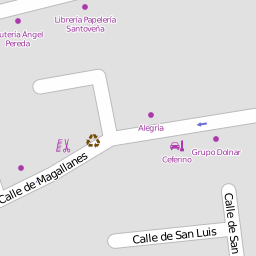 Librería Papelería
Santoveña
utería Ángel
Pereda
Alegría
Ceferino
Grupo Dolnar
Calle de Magallanes
Calle de San Luis
Calle de San